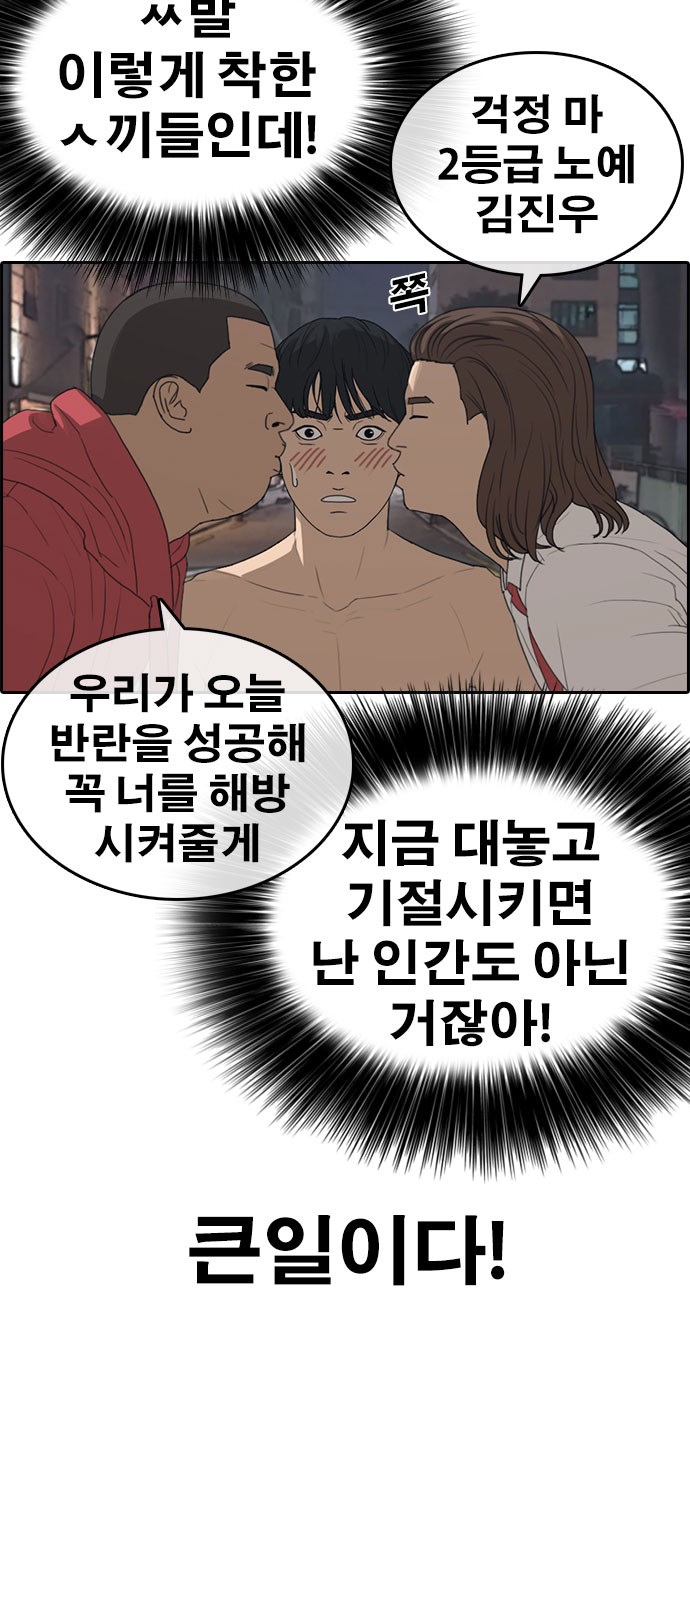 ㅆ발
이렇게 착한
ㅅ끼들인데!
걱정 마
2등급 노예
김진우
쪽
우리가 오늘
반란을 성공해
꼭 너를 해방
시켜줄게
지금 대놓고
기절시키면
난 인간도 아닌
거잖아!
큰일이다!